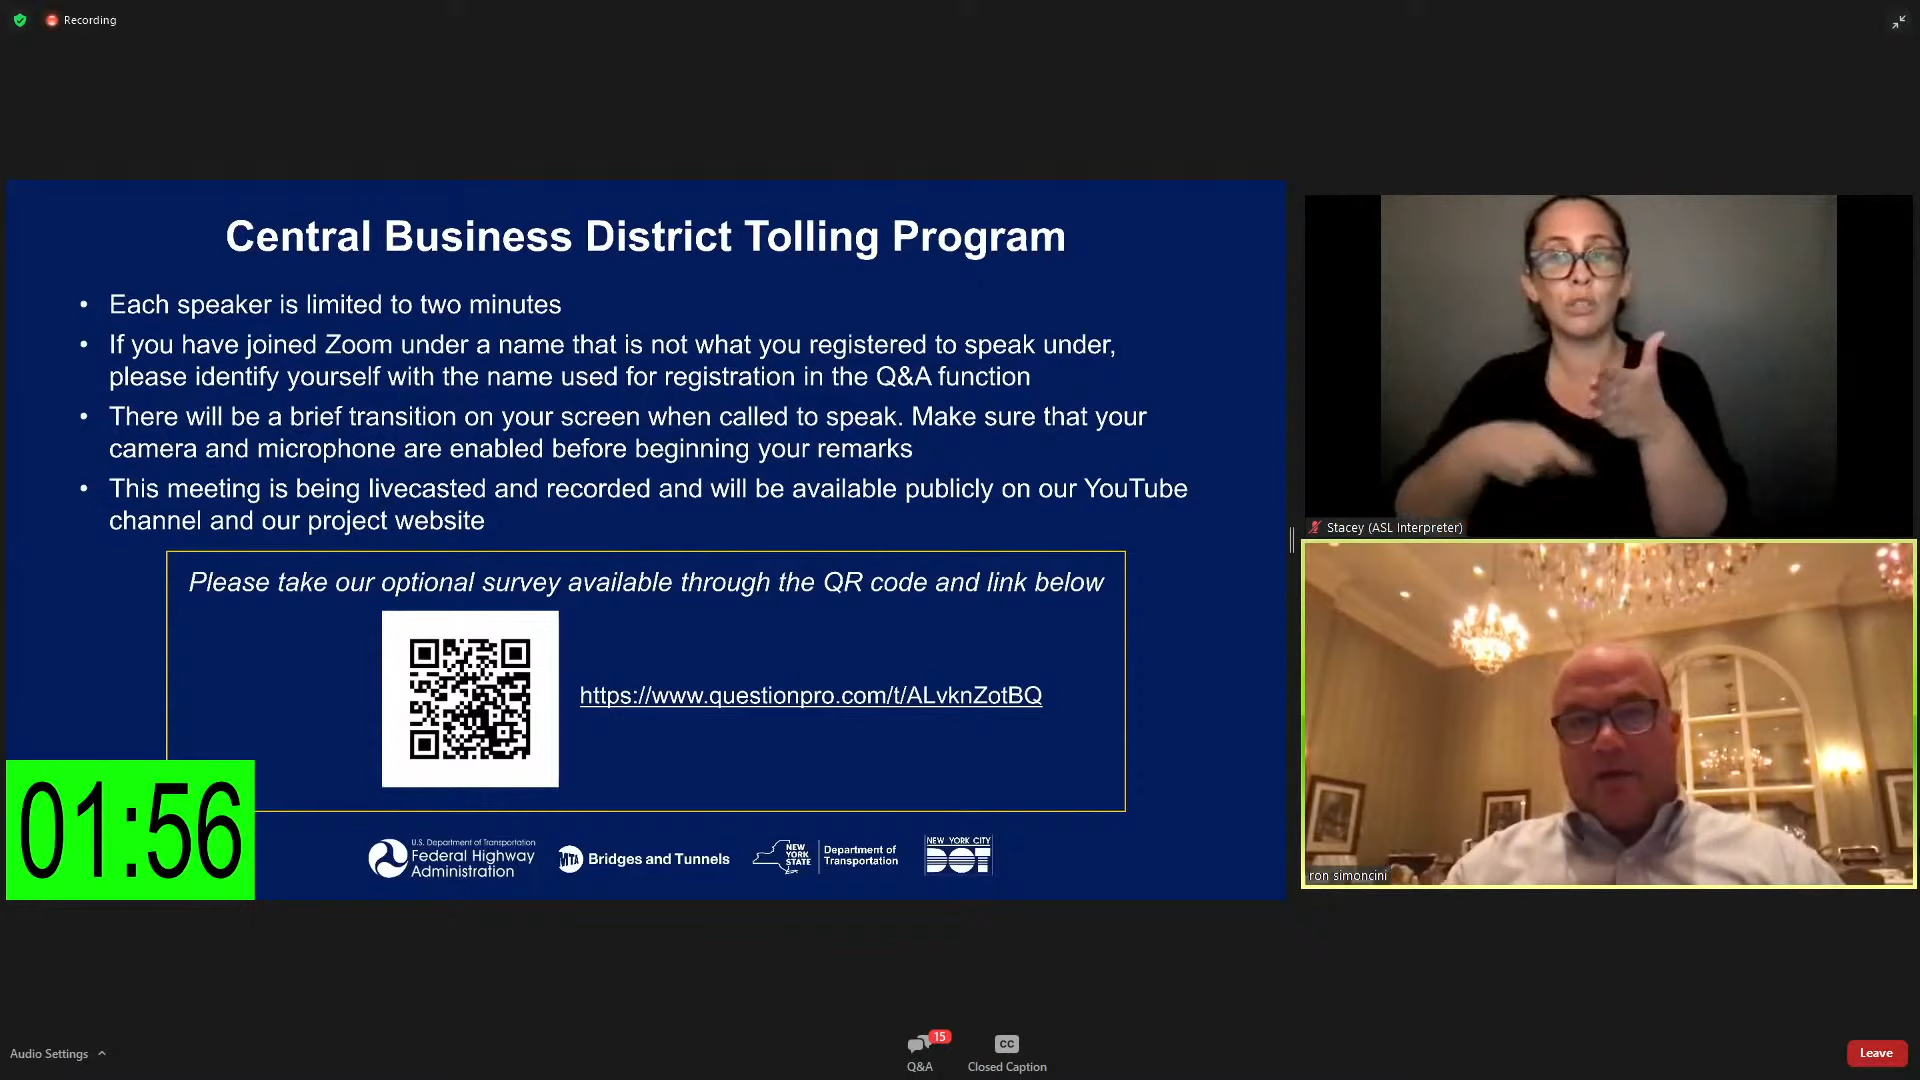 Recording
Central Business District Tolling Program
• Each speaker is limited to two minutes
• If you have joined Zoom under a name that is not what you registered to speak under,
please identify yourself with the name used for registration in the Q&A function
• There will be a brief transition on your screen when called to speak. Make sure that your
camera and microphone are enabled before beginning your remarks
• This meeting is being livecasted and recorded and will be available publicly on our YouTube
channel and our project website
Please take our optional survey available through the QR code and link below
https://www.questionpro.com/t/ALvknZotBQ
01:56
U.S. Department of Transportation
Federal Highway
Administration
MTA Bridges and Tunnels
NEW
YORK
STATE
Department of
Transportation
NEW YORK CITY
DOT
Stacey (ASL Interpreter)
ron simoncini
Audio Settings
15
Q&A
CC
Closed Caption
Leave